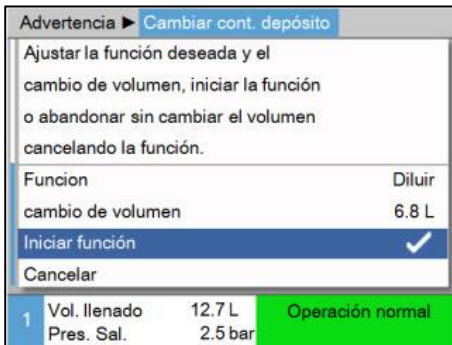 Advertencia ► Cambiar cont. depósito
Ajustar la función deseada y el
cambio de volumen, iniciar la función
o abandonar sin cambiar el volumen
cancelando la función.
Funcion Diluir
cambio de volumen 6.8 L
Iniciar función ✓
Cancelar
1 Vol. llenado 12.7 L Operación normal
Pres. Sal. 2.5 bar